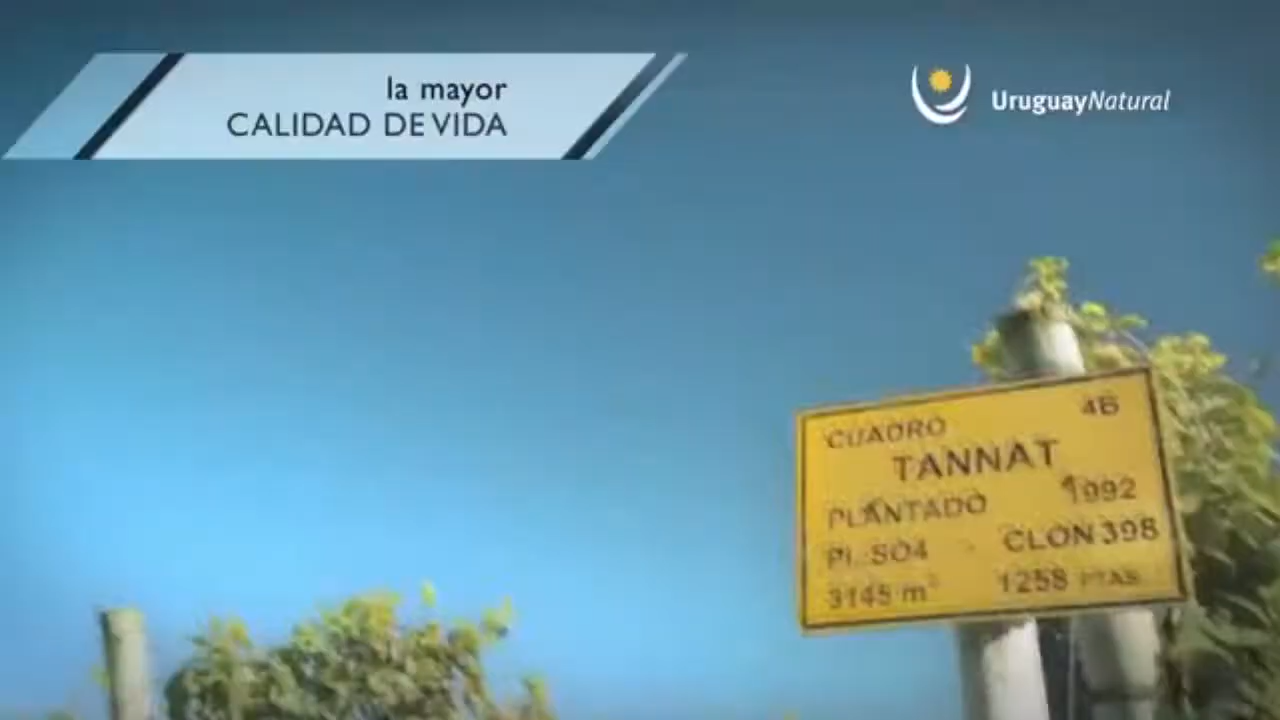 la mayor
CALIDAD DE VIDA
UruguayNatural
CUADRO 4B
TANNAT
PLANTADO 1992
PI. SO4 CLON 398
3145 m² 1258 PTAS